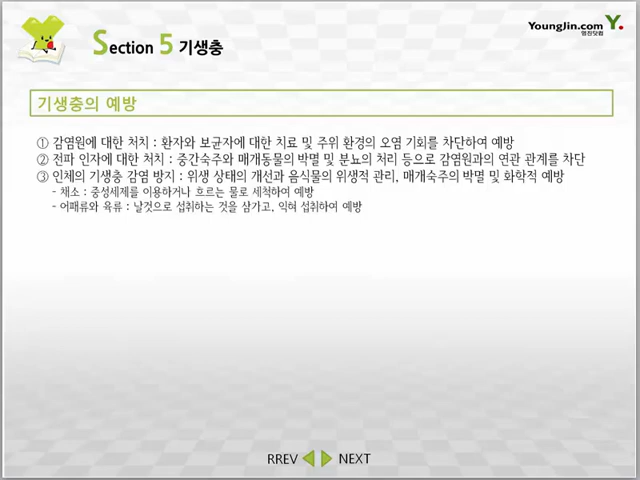 Section 5 기생충
YoungJin.com Y.
영진닷컴
기생충의 예방
① 감염원에 대한 처치 : 환자와 보균자에 대한 치료 및 주위 환경의 오염 기회를 차단하여 예방
② 전파 인자에 대한 처치 : 중간숙주와 매개동물의 박멸 및 분뇨의 처리 등으로 감염원과의 연관 관계를 차단
③ 인체의 기생충 감염 방지 : 위생 상태의 개선과 음식물의 위생적 관리, 매개숙주의 박멸 및 화학적 예방
- 채소 : 중성세제를 이용하거나 흐르는 물로 세척하여 예방
- 어패류와 육류 : 날것으로 섭취하는 것을 삼가고, 익혀 섭취하여 예방
RREV NEXT